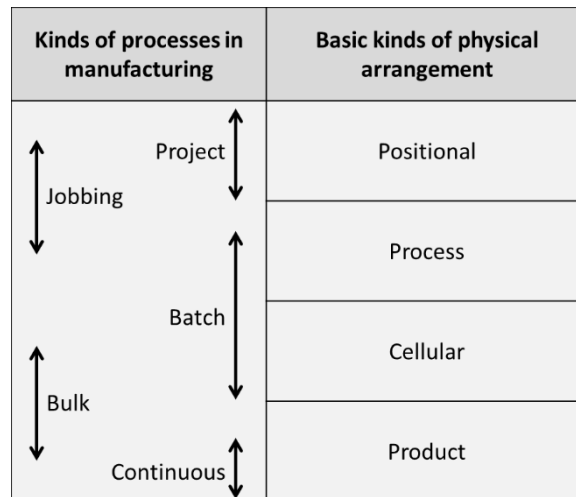 Kinds of processes in
manufacturing
Basic kinds of physical
arrangement
Project
Jobbing
Batch
Bulk
Continuous
Positional
Process
Cellular
Product